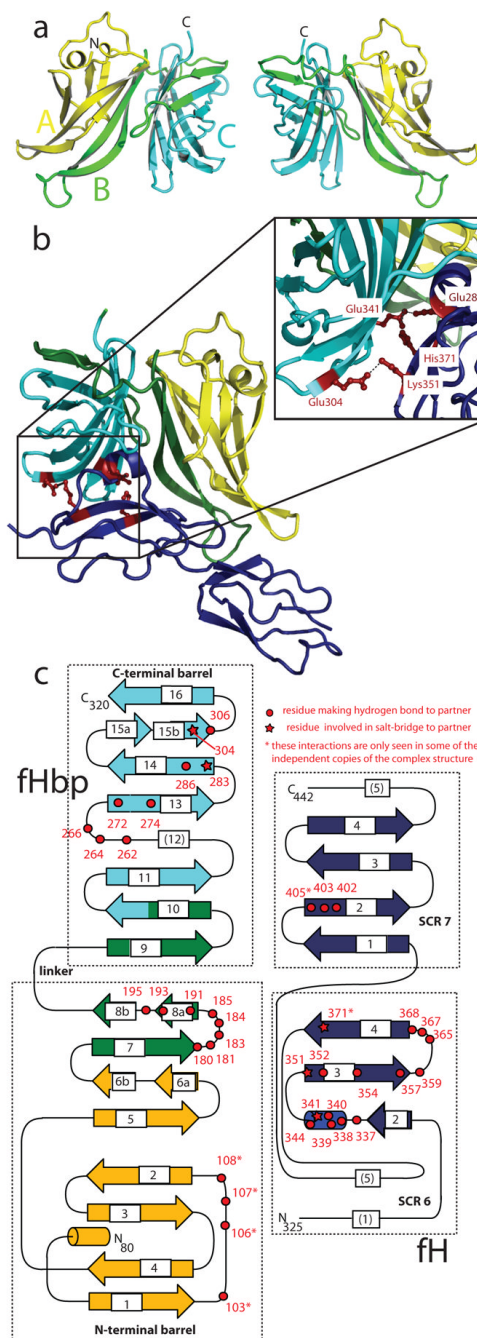 a
N
C
C
A
B
C
b
Glu341
Glu28
His371
Lys351
Glu304
c
C-terminal barrel
fHbp
C320
16
306
15a
15b
304
14
286
283
13
272
274
266
264
262
(12)
11
10
9
linker
residue making hydrogen bond to partner
residue involved in salt-bridge to partner
* these interactions are only seen in some of the
independent copies of the complex structure
C442
(5)
4
3
405*
403
402
2
1
SCR 7
195
193
191
185
184
183
181
180
8b
8a
7
6b
6a
5
2
108*
107*
3
106*
N80
4
1
103*
N-terminal barrel
371*
368
367
365
4
351
352
3
354
357
359
341
340
344
339
338
337
2
(5)
SCR 6
N325
(1)
fH